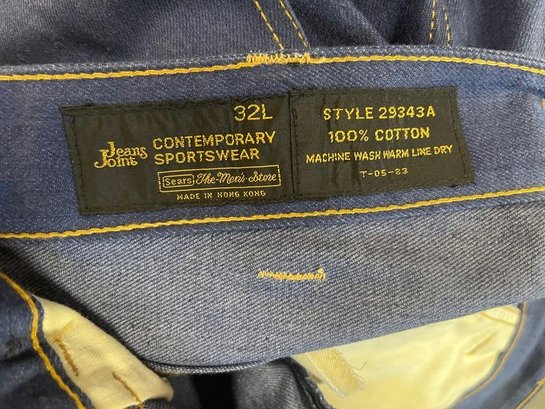 32L
Jeans
Joint
CONTEMPORARY
SPORTSWEAR
Sears The Men's Store
MADE IN HONG KONG
STYLE 29343A
100% COTTON
MACHINE WASH WARM LINE DRY
T-05-83